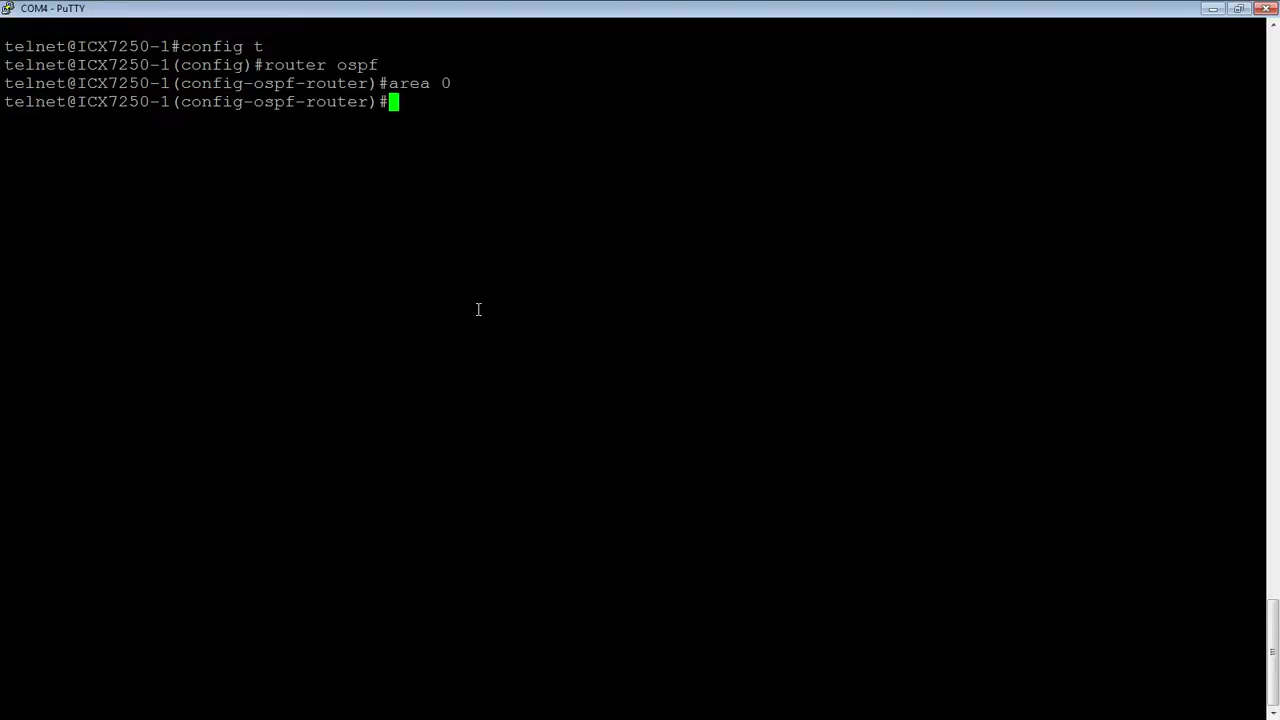 COM4 - PuTTY
telnet@ICX7250-1#config t
telnet@ICX7250-1(config)#router ospf
telnet@ICX7250-1(config-ospf-router)#area 0
telnet@ICX7250-1(config-ospf-router)#